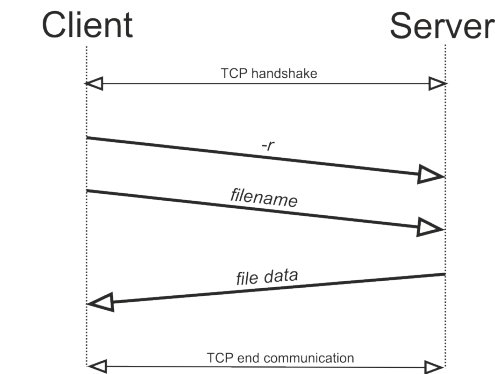 Client
Server
TCP handshake
-r
filename
file data
TCP end communication